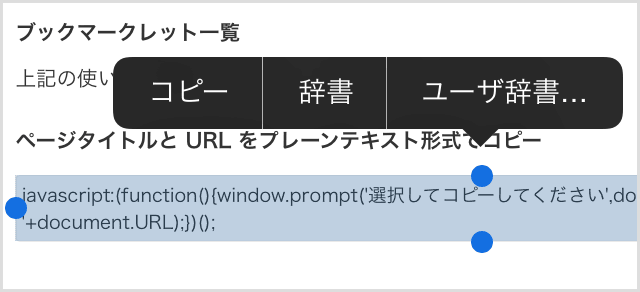 ブックマークレット一覧
上記の使い
コピー 辞書 ユーザ辞書...
ページタイトルと URL をプレーンテキスト形式でコピー
javascript:(function(){window.prompt('選択してコピーしてください',do
'+document.URL);})();